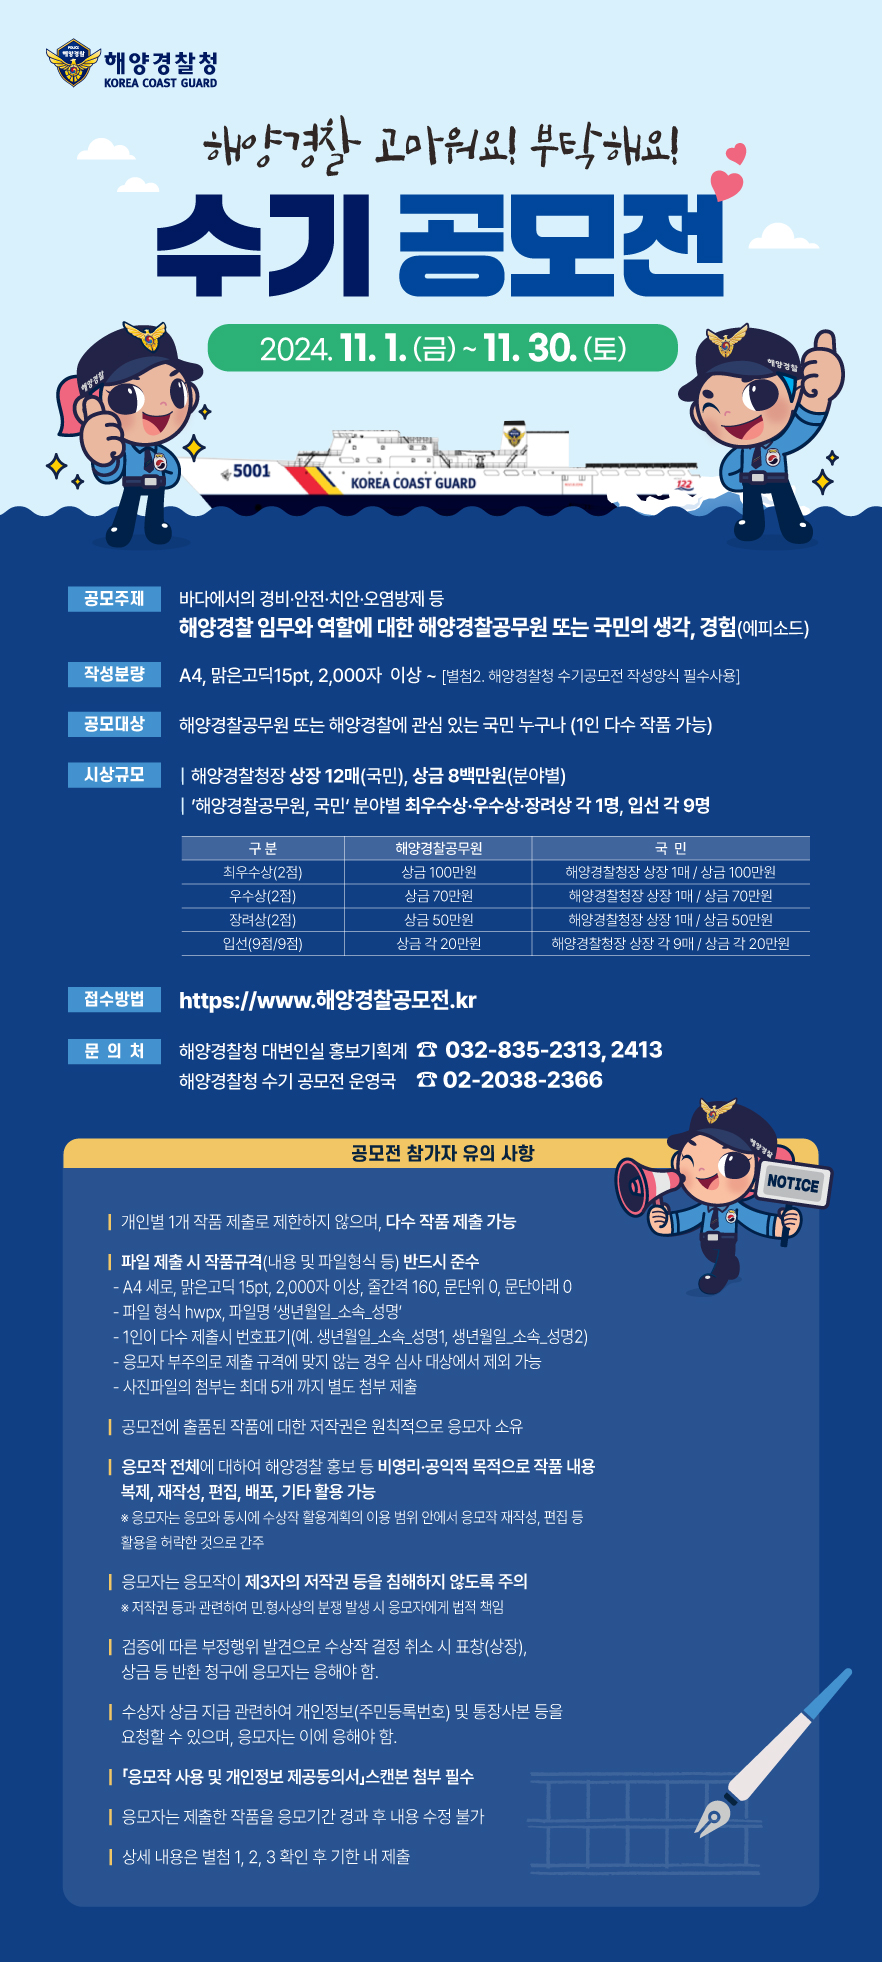 POLICE
해양경찰
해양경찰청
KOREA COAST GUARD
해양경찰 고마워요! 부탁해요!
수기 공모전
2024. 11. 1. (금) ~ 11. 30. (토)
해양경찰
해양경찰
5001
KOREA COAST GUARD
122
공모주제
바다에서의 경비·안전·치안·오염방제 등
해양경찰 임무와 역할에 대한 해양경찰공무원 또는 국민의 생각, 경험(에피소드)
작성분량
A4, 맑은고딕15pt, 2,000자 이상 ~ [별첨2. 해양경찰청 수기공모전 작성양식 필수사용]
공모대상
해양경찰공무원 또는 해양경찰에 관심 있는 국민 누구나 (1인 다수 작품 가능)
시상규모
| 해양경찰청장 상장 12매(국민), 상금 8백만원(분야별)
| '해양경찰공무원, 국민' 분야별 최우수상·우수상·장려상 각 1명, 입선 각 9명
구 분 해양경찰공무원 국 민
최우수상(2점) 상금 100만원 해양경찰청장 상장 1매 / 상금 100만원
우수상(2점) 상금 70만원 해양경찰청장 상장 1매 / 상금 70만원
장려상(2점) 상금 50만원 해양경찰청장 상장 1매 / 상금 50만원
입선(9점/9점) 상금 각 20만원 해양경찰청장 상장 각 9매 / 상금 각 20만원
접수방법
https://www.해양경찰공모전.kr
문 의 처
해양경찰청 대변인실 홍보기획계 ☎ 032-835-2313, 2413
해양경찰청 수기 공모전 운영국 ☎ 02-2038-2366
해양경찰
NOTICE
공모전 참가자 유의 사항
| 개인별 1개 작품 제출로 제한하지 않으며, 다수 작품 제출 가능
| 파일 제출 시 작품규격(내용 및 파일형식 등) 반드시 준수
- A4 세로, 맑은고딕 15pt, 2,000자 이상, 줄간격 160, 문단위 0, 문단아래 0
- 파일 형식 hwpx, 파일명 '생년월일_소속_성명'
- 1인이 다수 제출시 번호표기(예. 생년월일_소속_성명1, 생년월일_소속_성명2)
- 응모자 부주의로 제출 규격에 맞지 않는 경우 심사 대상에서 제외 가능
- 사진파일의 첨부는 최대 5개 까지 별도 첨부 제출
| 공모전에 출품된 작품에 대한 저작권은 원칙적으로 응모자 소유
| 응모작 전체에 대하여 해양경찰 홍보 등 비영리·공익적 목적으로 작품 내용
복제, 재작성, 편집, 배포, 기타 활용 가능
※ 응모자는 응모와 동시에 수상작 활용계획의 이용 범위 안에서 응모작 재작성, 편집 등
활용을 허락한 것으로 간주
| 응모자는 응모작이 제3자의 저작권 등을 침해하지 않도록 주의
※ 저작권 등과 관련하여 민.형사상의 분쟁 발생 시 응모자에게 법적 책임
| 검증에 따른 부정행위 발견으로 수상작 결정 취소 시 표창(상장),
상금 등 반환 청구에 응모자는 응해야 함.
| 수상자 상금 지급 관련하여 개인정보(주민등록번호) 및 통장사본 등을
요청할 수 있으며, 응모자는 이에 응해야 함.
| 「응모작 사용 및 개인정보 제공동의서」스캔본 첨부 필수
| 응모자는 제출한 작품을 응모기간 경과 후 내용 수정 불가
| 상세 내용은 별첨 1, 2, 3 확인 후 기한 내 제출